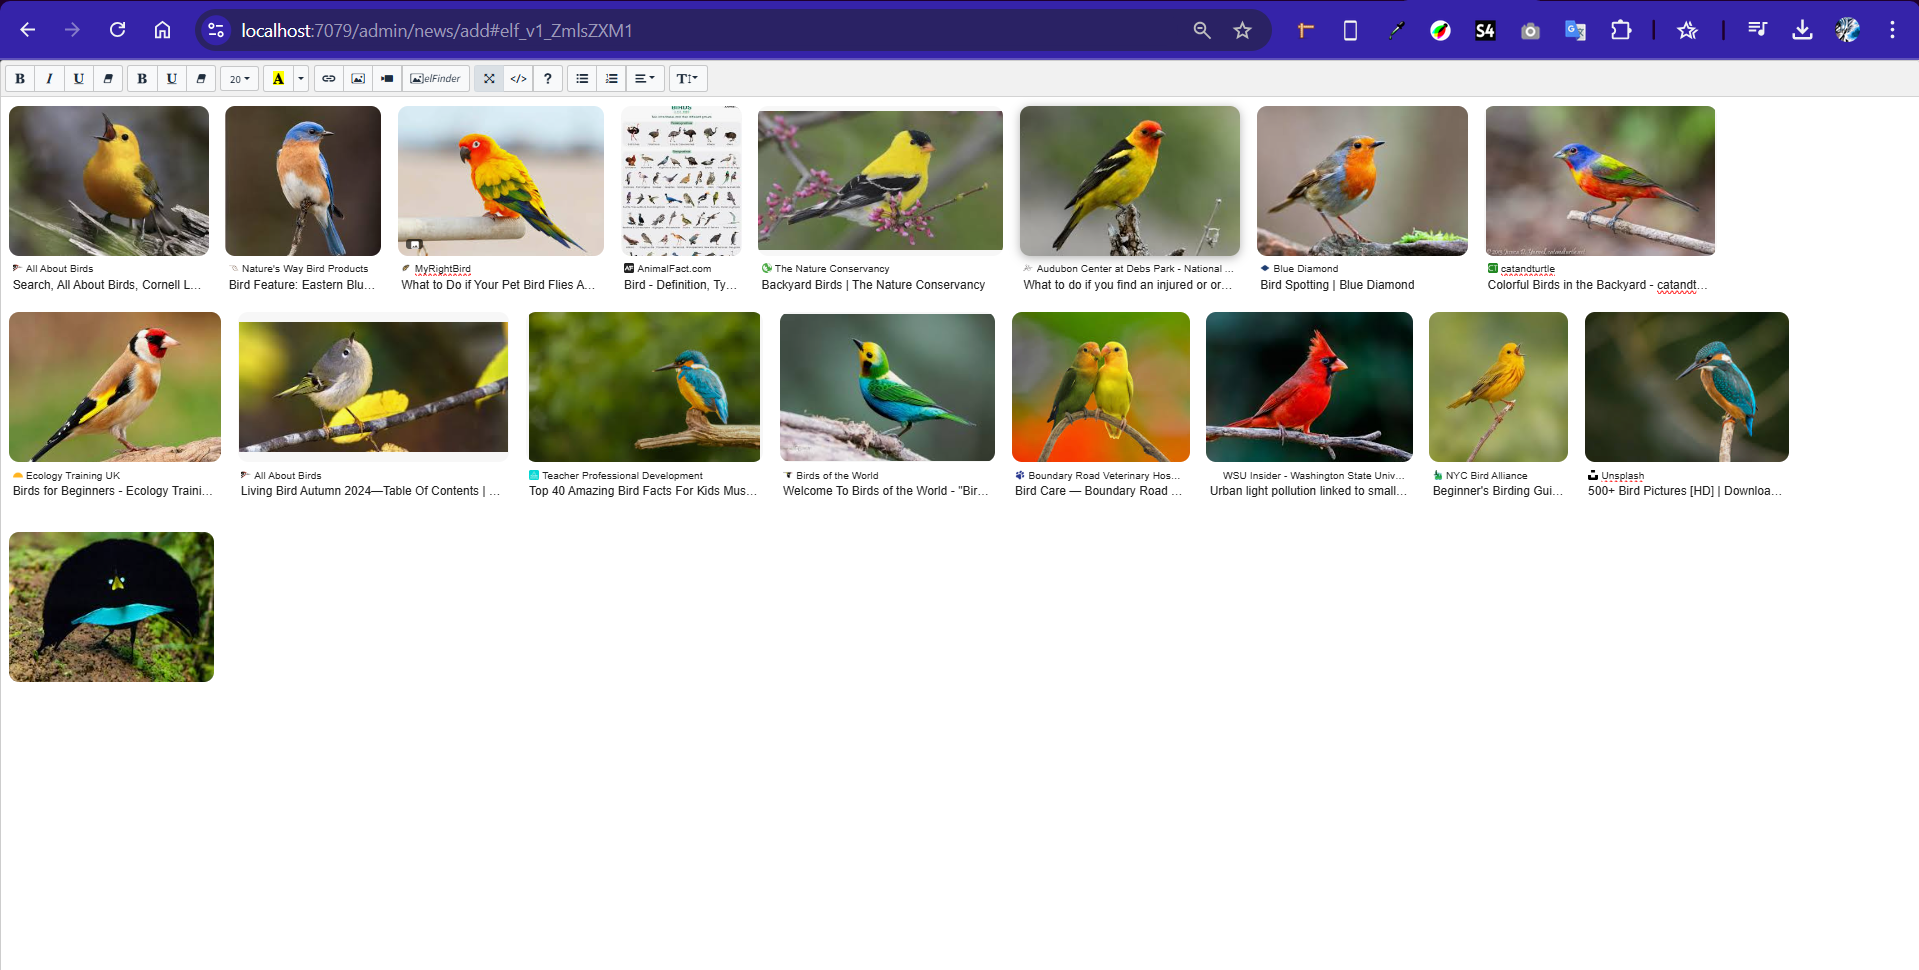 localhost:7079/admin/news/add#elf_v1_ZmlsZXM1
S4
B I U B U 20 A elFinder </> ? T
BIRDS
All About Birds
Search, All About Birds, Cornell L...
Nature's Way Bird Products
Bird Feature: Eastern Blu...
MyRightBird
What to Do if Your Pet Bird Flies A...
AF AnimalFact.com
Bird - Definition, Ty...
The Nature Conservancy
Backyard Birds | The Nature Conservancy
Audubon Center at Debs Park - National ...
What to do if you find an injured or or...
Blue Diamond
Bird Spotting | Blue Diamond
CT catandturtle
Colorful Birds in the Backyard - catandt...
Ecology Training UK
Birds for Beginners - Ecology Traini...
All About Birds
Living Bird Autumn 2024—Table Of Contents | ...
Teacher Professional Development
Top 40 Amazing Bird Facts For Kids Mus...
Birds of the World
Welcome To Birds of the World - "Bir...
Boundary Road Veterinary Hos...
Bird Care — Boundary Road ...
WSU Insider - Washington State Univ...
Urban light pollution linked to small...
NYC Bird Alliance
Beginner's Birding Gui...
Unsplash
500+ Bird Pictures [HD] | Downloa...